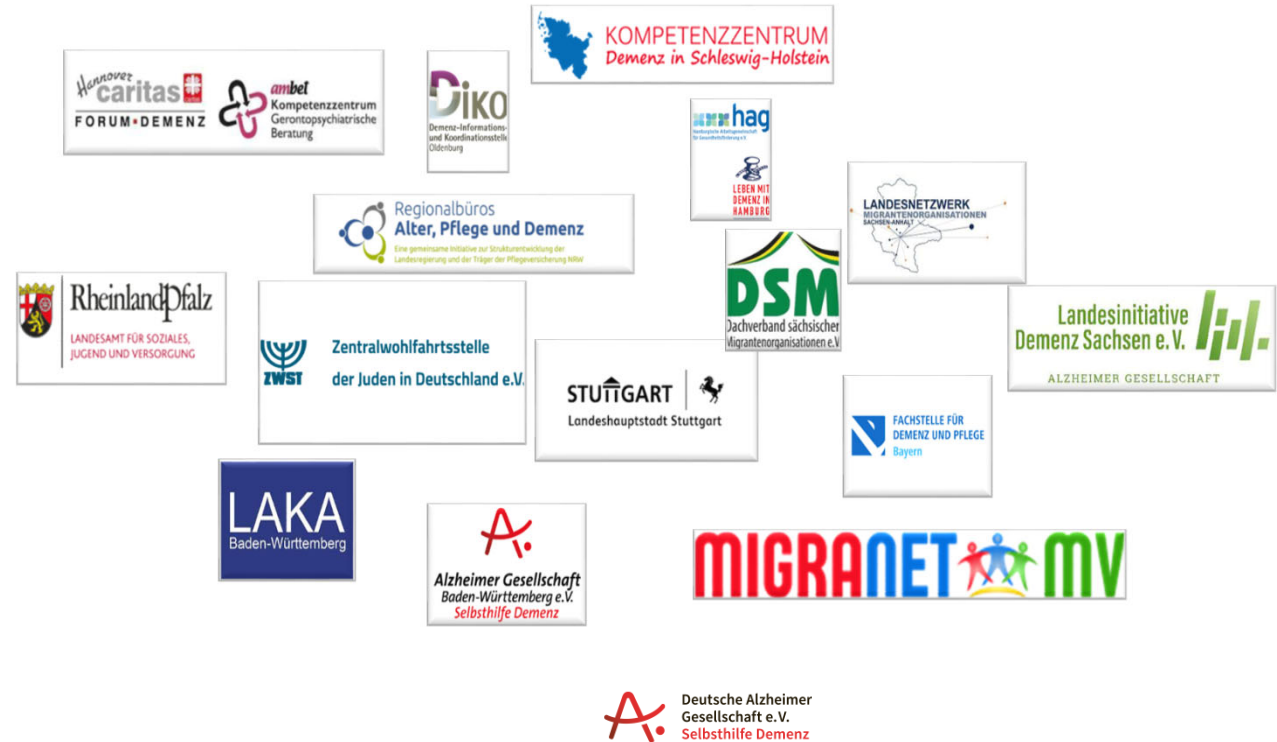 KOMPETENZZENTRUM
Demenz in Schleswig-Holstein
Hannover
caritas
FORUM DEMENZ
ambet
Kompetenzzentrum
Gerontopsychiatrische
Beratung
DIKO
Demenz-Informations-
und Koordinationsstelle
Oldenburg
hag
Hamburgische Arbeitsgemeinschaft
für Gesundheitsförderung e.V.
LEBEN MIT
DEMENZ IN
HAMBURG
LANDESNETZWERK
MIGRANTENORGANISATIONEN
SACHSEN-ANHALT
Regionalbüros
Alter, Pflege und Demenz
Eine gemeinsame Initiative zur Strukturentwicklung der
Landesregierung und der Träger der Pflegeversicherung NRW
DSM
Dachverband sächsischer
Migrantenorganisationen e.V.
RheinlandPfalz
LANDESAMT FÜR SOZIALES,
JUGEND UND VERSORGUNG
ZWST
Zentralwohlfahrtsstelle
der Juden in Deutschland e.V.
Landesinitiative
Demenz Sachsen e. V.
ALZHEIMER GESELLSCHAFT
STUTTGART
Landeshauptstadt Stuttgart
FACHSTELLE FÜR
DEMENZ UND PFLEGE
Bayern
LAKA
Baden-Württemberg
Alzheimer Gesellschaft
Baden-Württemberg e.V.
Selbsthilfe Demenz
MIGRANET MV
Deutsche Alzheimer
Gesellschaft e.V.
Selbsthilfe Demenz